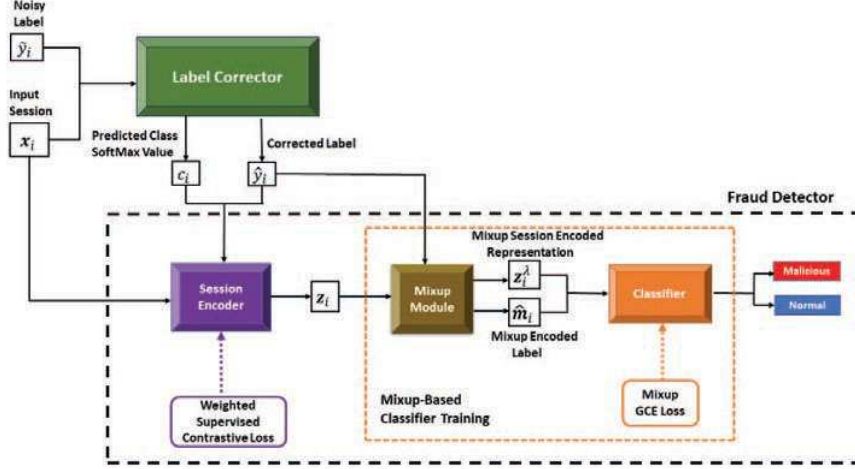 Noisy
Label
ỹᵢ
Input
Session
xᵢ
Label Corrector
Predicted Class
SoftMax Value
Corrected Label
cᵢ
ŷᵢ
Fraud Detector
Session
Encoder
zᵢ
Mixup
Module
Mixup Session Encoded
Representation
zᵢ^λ
m̂ᵢ
Mixup Encoded
Label
Classifier
Malicious
Normal
Weighted
Supervised
Contrastive Loss
Mixup-Based
Classifier Training
Mixup
GCE Loss